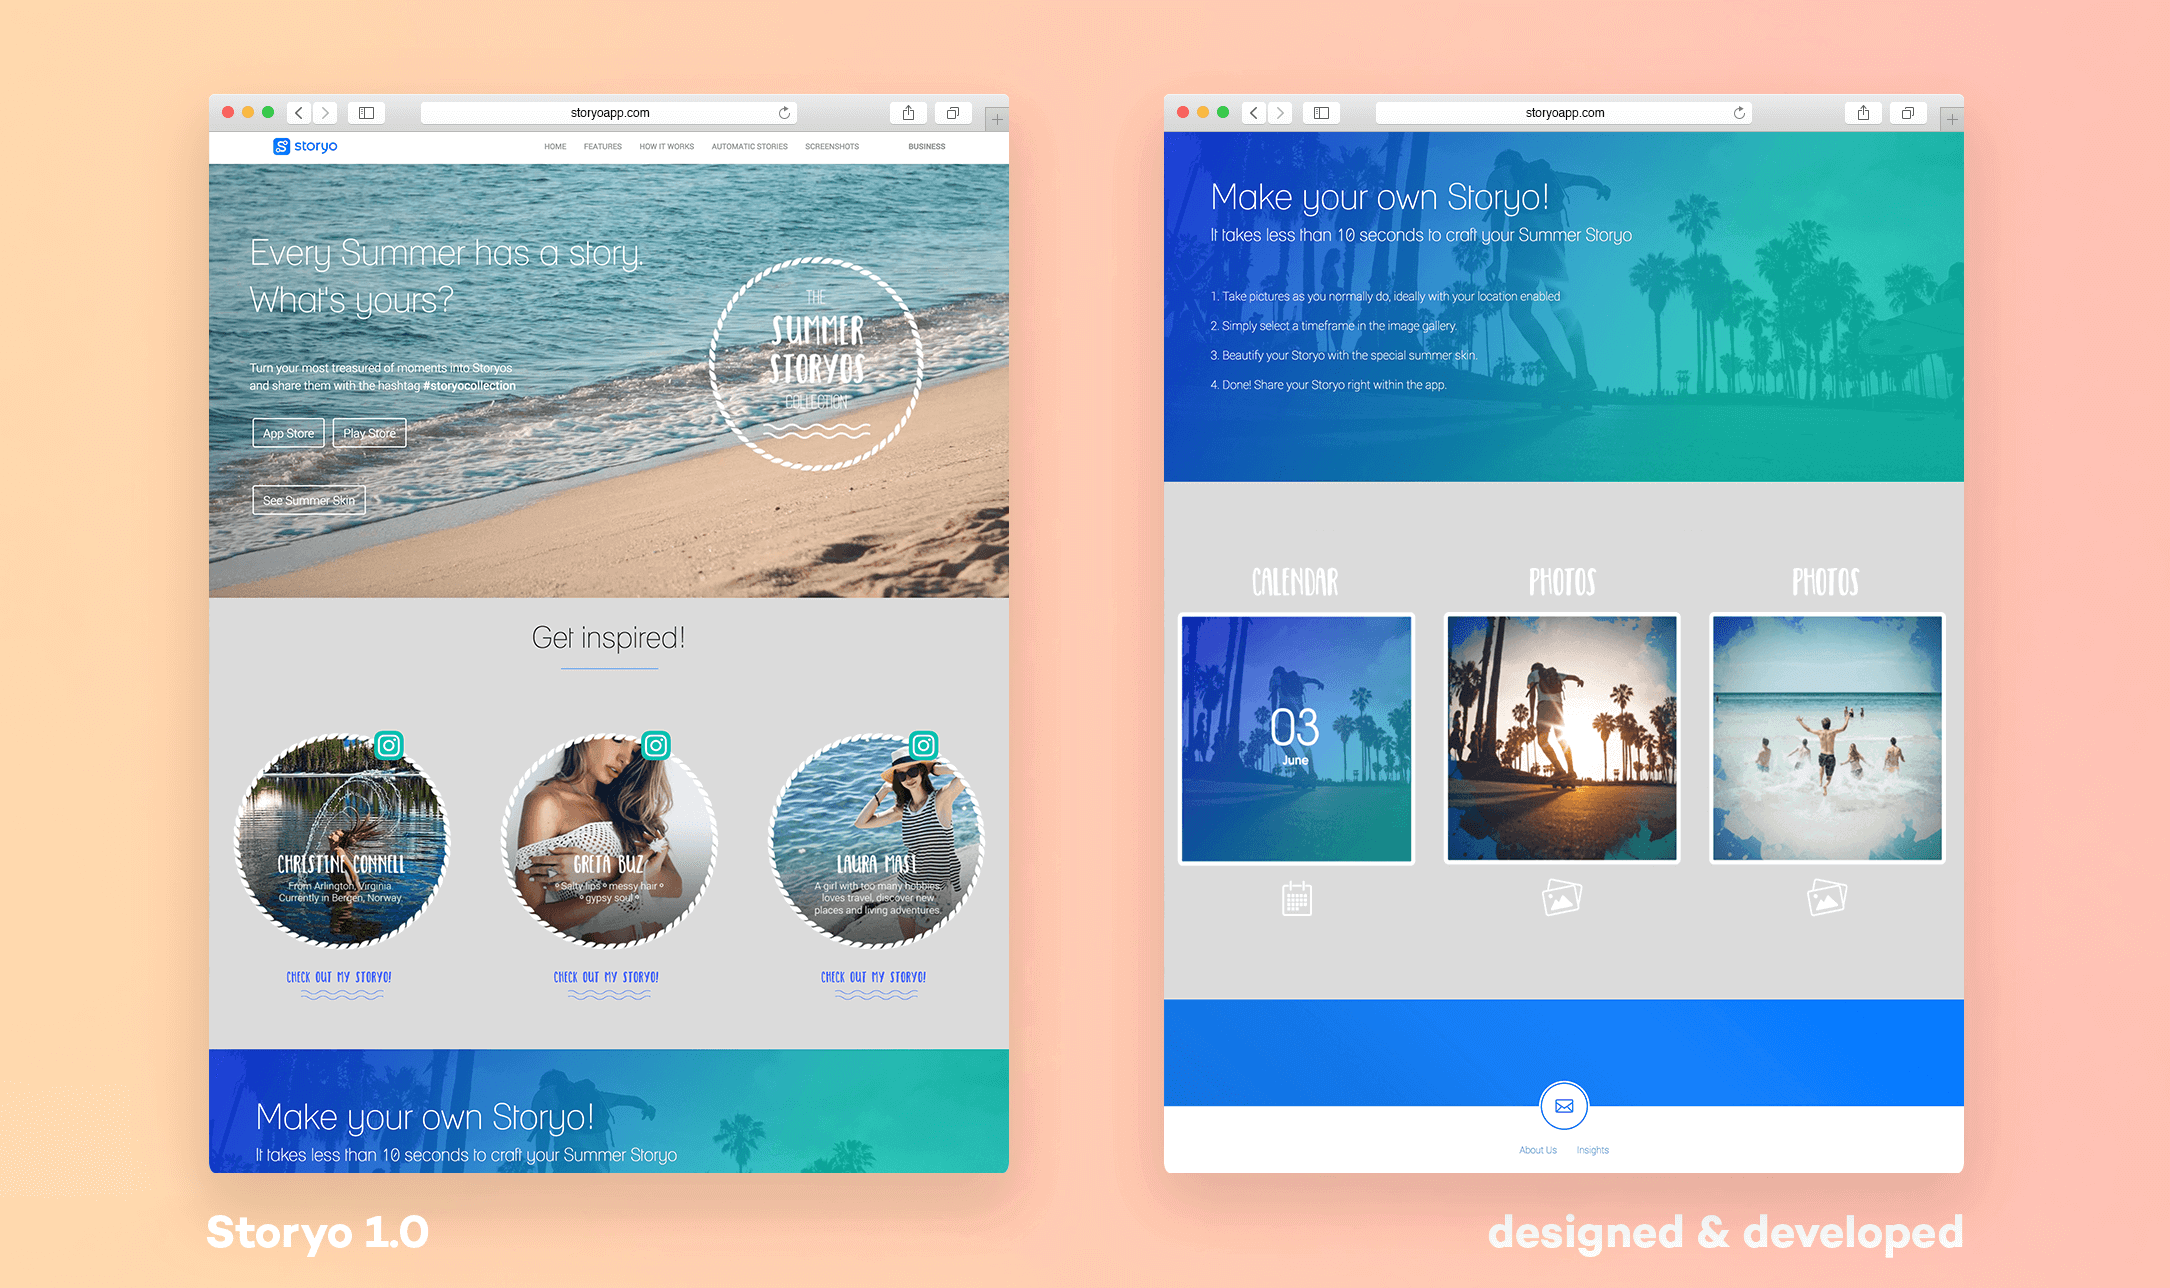 storyoapp.com
storyo
HOME FEATURES HOW IT WORKS AUTOMATIC STORIES SCREENSHOTS BUSINESS
Every Summer has a story.
What's yours?
Turn your most treasured of moments into Storyos
and share them with the hashtag #storyocollection
App Store Play Store
See Summer Skin
THE
SUMMER
STORYOS
COLLECTION
Get inspired!
CHRISTINE CONNELL
From Arlington, Virginia
Currently in Bergen, Norway
CHECK OUT MY STORYO!
GRETA BUZ
° Salty lips ° messy hair °
° gypsy soul °
CHECK OUT MY STORYO!
LAURA MASI
A girl with too many hobbies,
loves travel, discover new
places and living adventures.
CHECK OUT MY STORYO!
Make your own Storyo!
It takes less than 10 seconds to craft your Summer Storyo
storyoapp.com
Make your own Storyo!
It takes less than 10 seconds to craft your Summer Storyo
1. Take pictures as you normally do, ideally with your location enabled
2. Simply select a timeframe in the image gallery.
3. Beautify your Storyo with the special summer skin.
4. Done! Share your Storyo right within the app.
CALENDAR
03
June
PHOTOS
PHOTOS
About Us Insights
Storyo 1.0
designed & developed